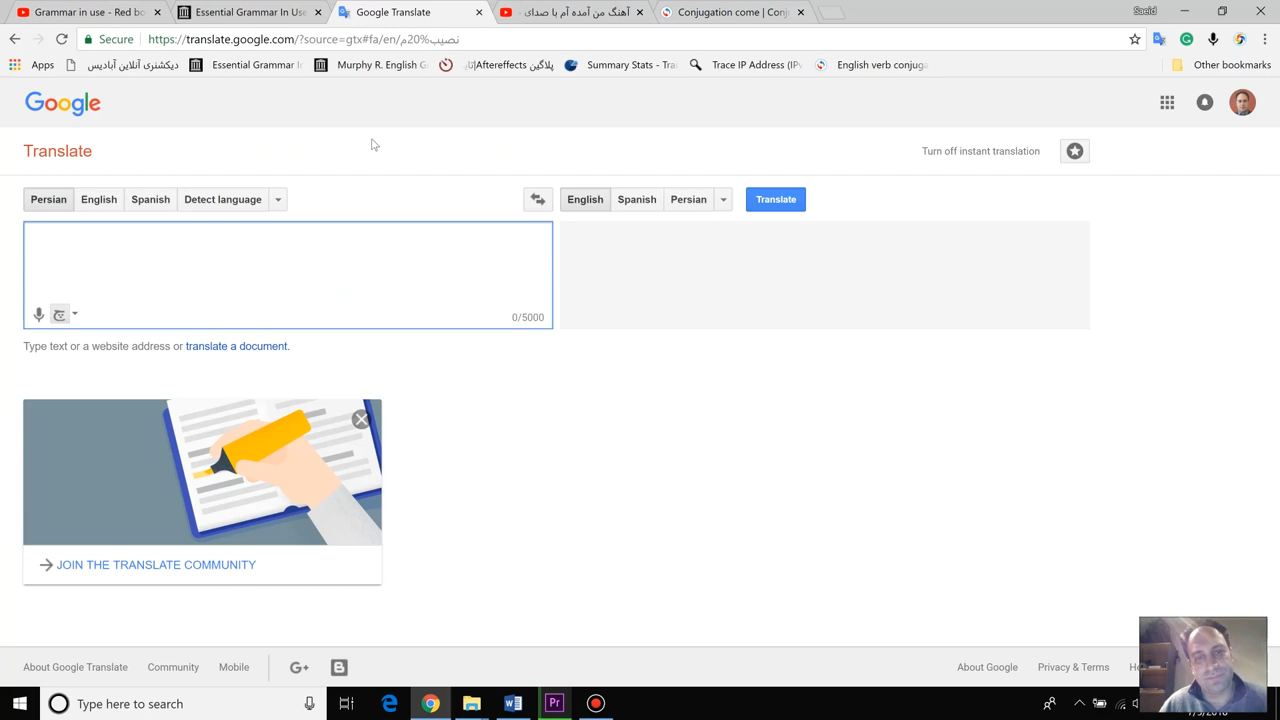 Grammar in use - Red bo
Essential Grammar In Use
Google Translate
آهنگ من آمده آم با صدای -
Conjugation come | Conj
Saeid
Secure
https://translate.google.com/?source=gtx#fa/en/نصیب%20م
Apps
دیکشنری آنلاین آبادیس
Essential Grammar I
Murphy R. English G
پلاگین Aftereffects
Summary Stats - Tra
Trace IP Address (IP
English verb conjuga
Other bookmarks
Google
Translate
Turn off instant translation
Persian
English
Spanish
Detect language
English
Spanish
Persian
Translate
0/5000
Type text or a website address or translate a document.
JOIN THE TRANSLATE COMMUNITY
About Google Translate
Community
Mobile
G+
About Google
Privacy & Terms
Type here to search
W
Pr